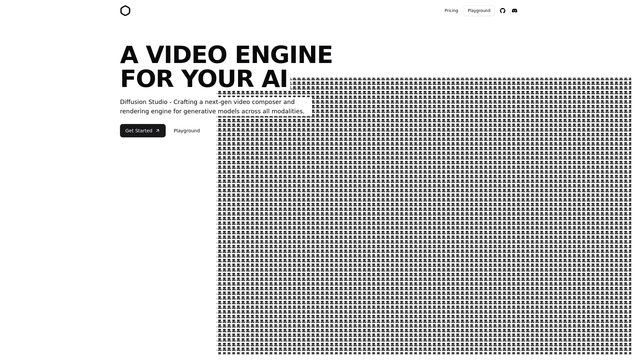 Pricing
Playground
A VIDEO ENGINE
FOR YOUR AI
Diffusion Studio - Crafting a next-gen video composer and
rendering engine for generative models across all modalities.
Get Started
Playground